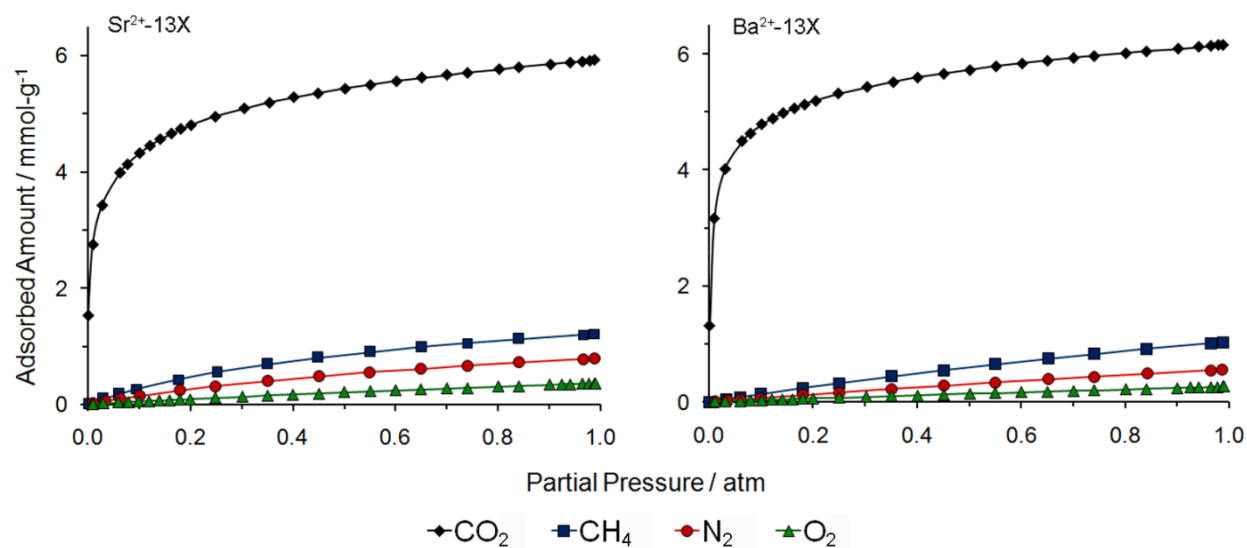 Sr²⁺-13X
Ba²⁺-13X
Adsorbed Amount / mmol-g⁻¹
6
4
2
0
0.0 0.2 0.4 0.6 0.8 1.0
6
4
2
0
0.0 0.2 0.4 0.6 0.8 1.0
Partial Pressure / atm
CO₂ CH₄ N₂ O₂